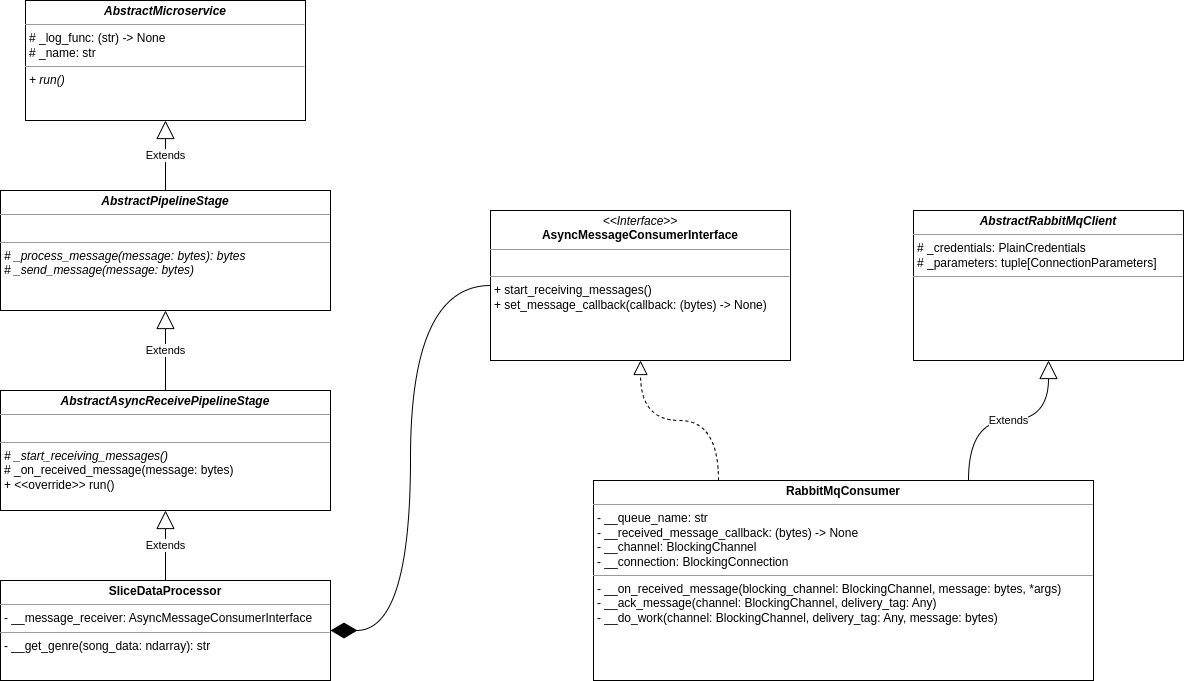 AbstractMicroservice
# _log_func: (str) -> None
# _name: str
+ run()
Extends
AbstractPipelineStage
# _process_message(message: bytes): bytes
# _send_message(message: bytes)
Extends
AbstractAsyncReceivePipelineStage
# _start_receiving_messages()
# _on_received_message(message: bytes)
+ <<override>> run()
Extends
SliceDataProcessor
- __message_receiver: AsyncMessageConsumerInterface
- __get_genre(song_data: ndarray): str
<<Interface>>
AsyncMessageConsumerInterface
+ start_receiving_messages()
+ set_message_callback(callback: (bytes) -> None)
AbstractRabbitMqClient
# _credentials: PlainCredentials
# _parameters: tuple[ConnectionParameters]
Extends
RabbitMqConsumer
- __queue_name: str
- __received_message_callback: (bytes) -> None
- __channel: BlockingChannel
- __connection: BlockingConnection
- __on_received_message(blocking_channel: BlockingChannel, message: bytes, *args)
- __ack_message(channel: BlockingChannel, delivery_tag: Any)
- __do_work(channel: BlockingChannel, delivery_tag: Any, message: bytes)